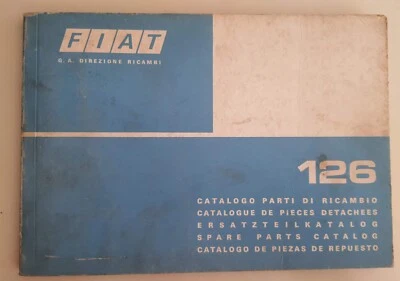 FIAT
G. A. DIREZIONE RICAMBI
126
CATALOGO PARTI DI RICAMBIO
CATALOGUE DE PIECES DETACHEES
ERSATZTEILKATALOG
SPARE PARTS CATALOG
CATALOGO DE PIEZAS DE REPUESTO